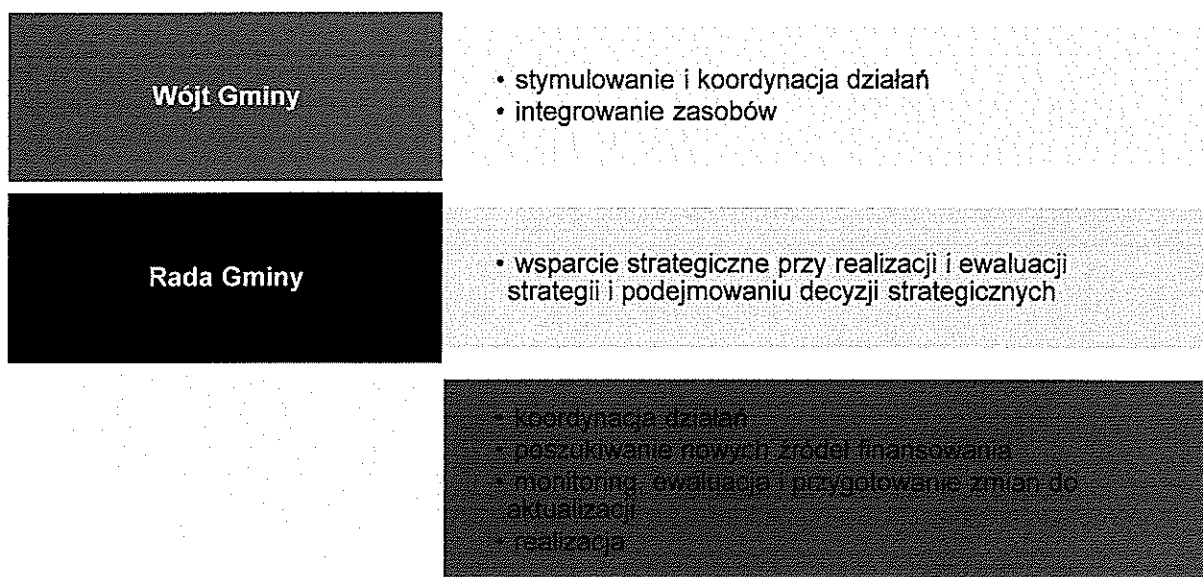 Wójt Gminy
• stymulowanie i koordynacja działań
• integrowanie zasobów
Rada Gminy
• wsparcie strategiczne przy realizacji i ewaluacji
strategii i podejmowaniu decyzji strategicznych
• koordynacja działań
• poszukiwanie nowych źródeł finansowania
• monitoring, ewaluacja i przygotowanie zmian do
aktualizacji
• realizacja